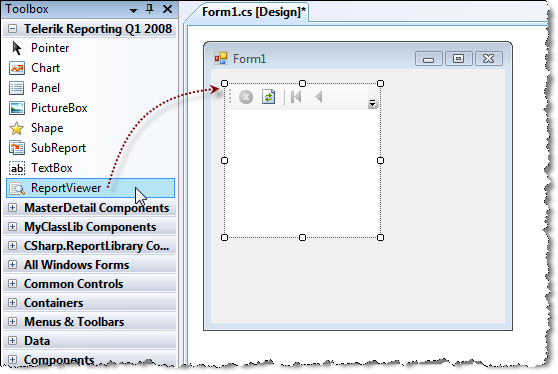 Toolbox
Telerik Reporting Q1 2008
Pointer
Chart
Panel
PictureBox
Shape
SubReport
ab TextBox
ReportViewer
MasterDetail Components
MyClassLib Components
CSharp.ReportLibrary Co...
All Windows Forms
Common Controls
Containers
Menus & Toolbars
Data
Components
Form1.cs [Design]*
Form1